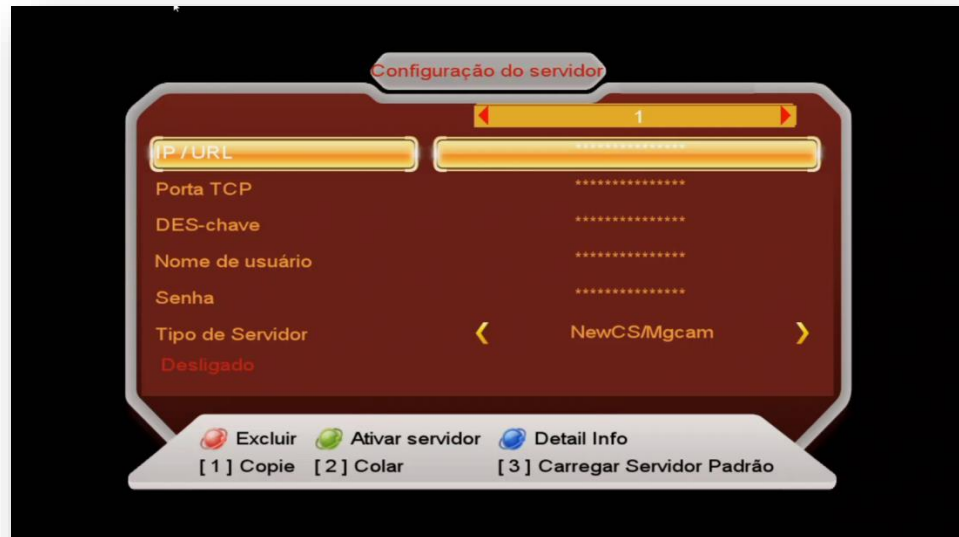 Configuração do servidor
1
IP / URL ***************
Porta TCP ***************
DES-chave ***************
Nome de usuário ***************
Senha ***************
Tipo de Servidor NewCS/Mgcam
Desligado
Excluir Ativar servidor Detail Info
[1] Copie [2] Colar [3] Carregar Servidor Padrão